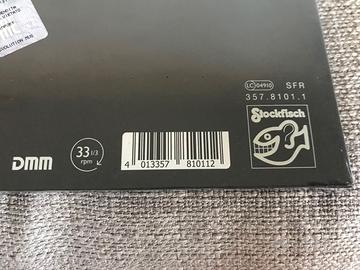 LC 04910 SFR
357.8101.1
Stockfisch
DMM
33 1/3
rpm
4 013357 810112